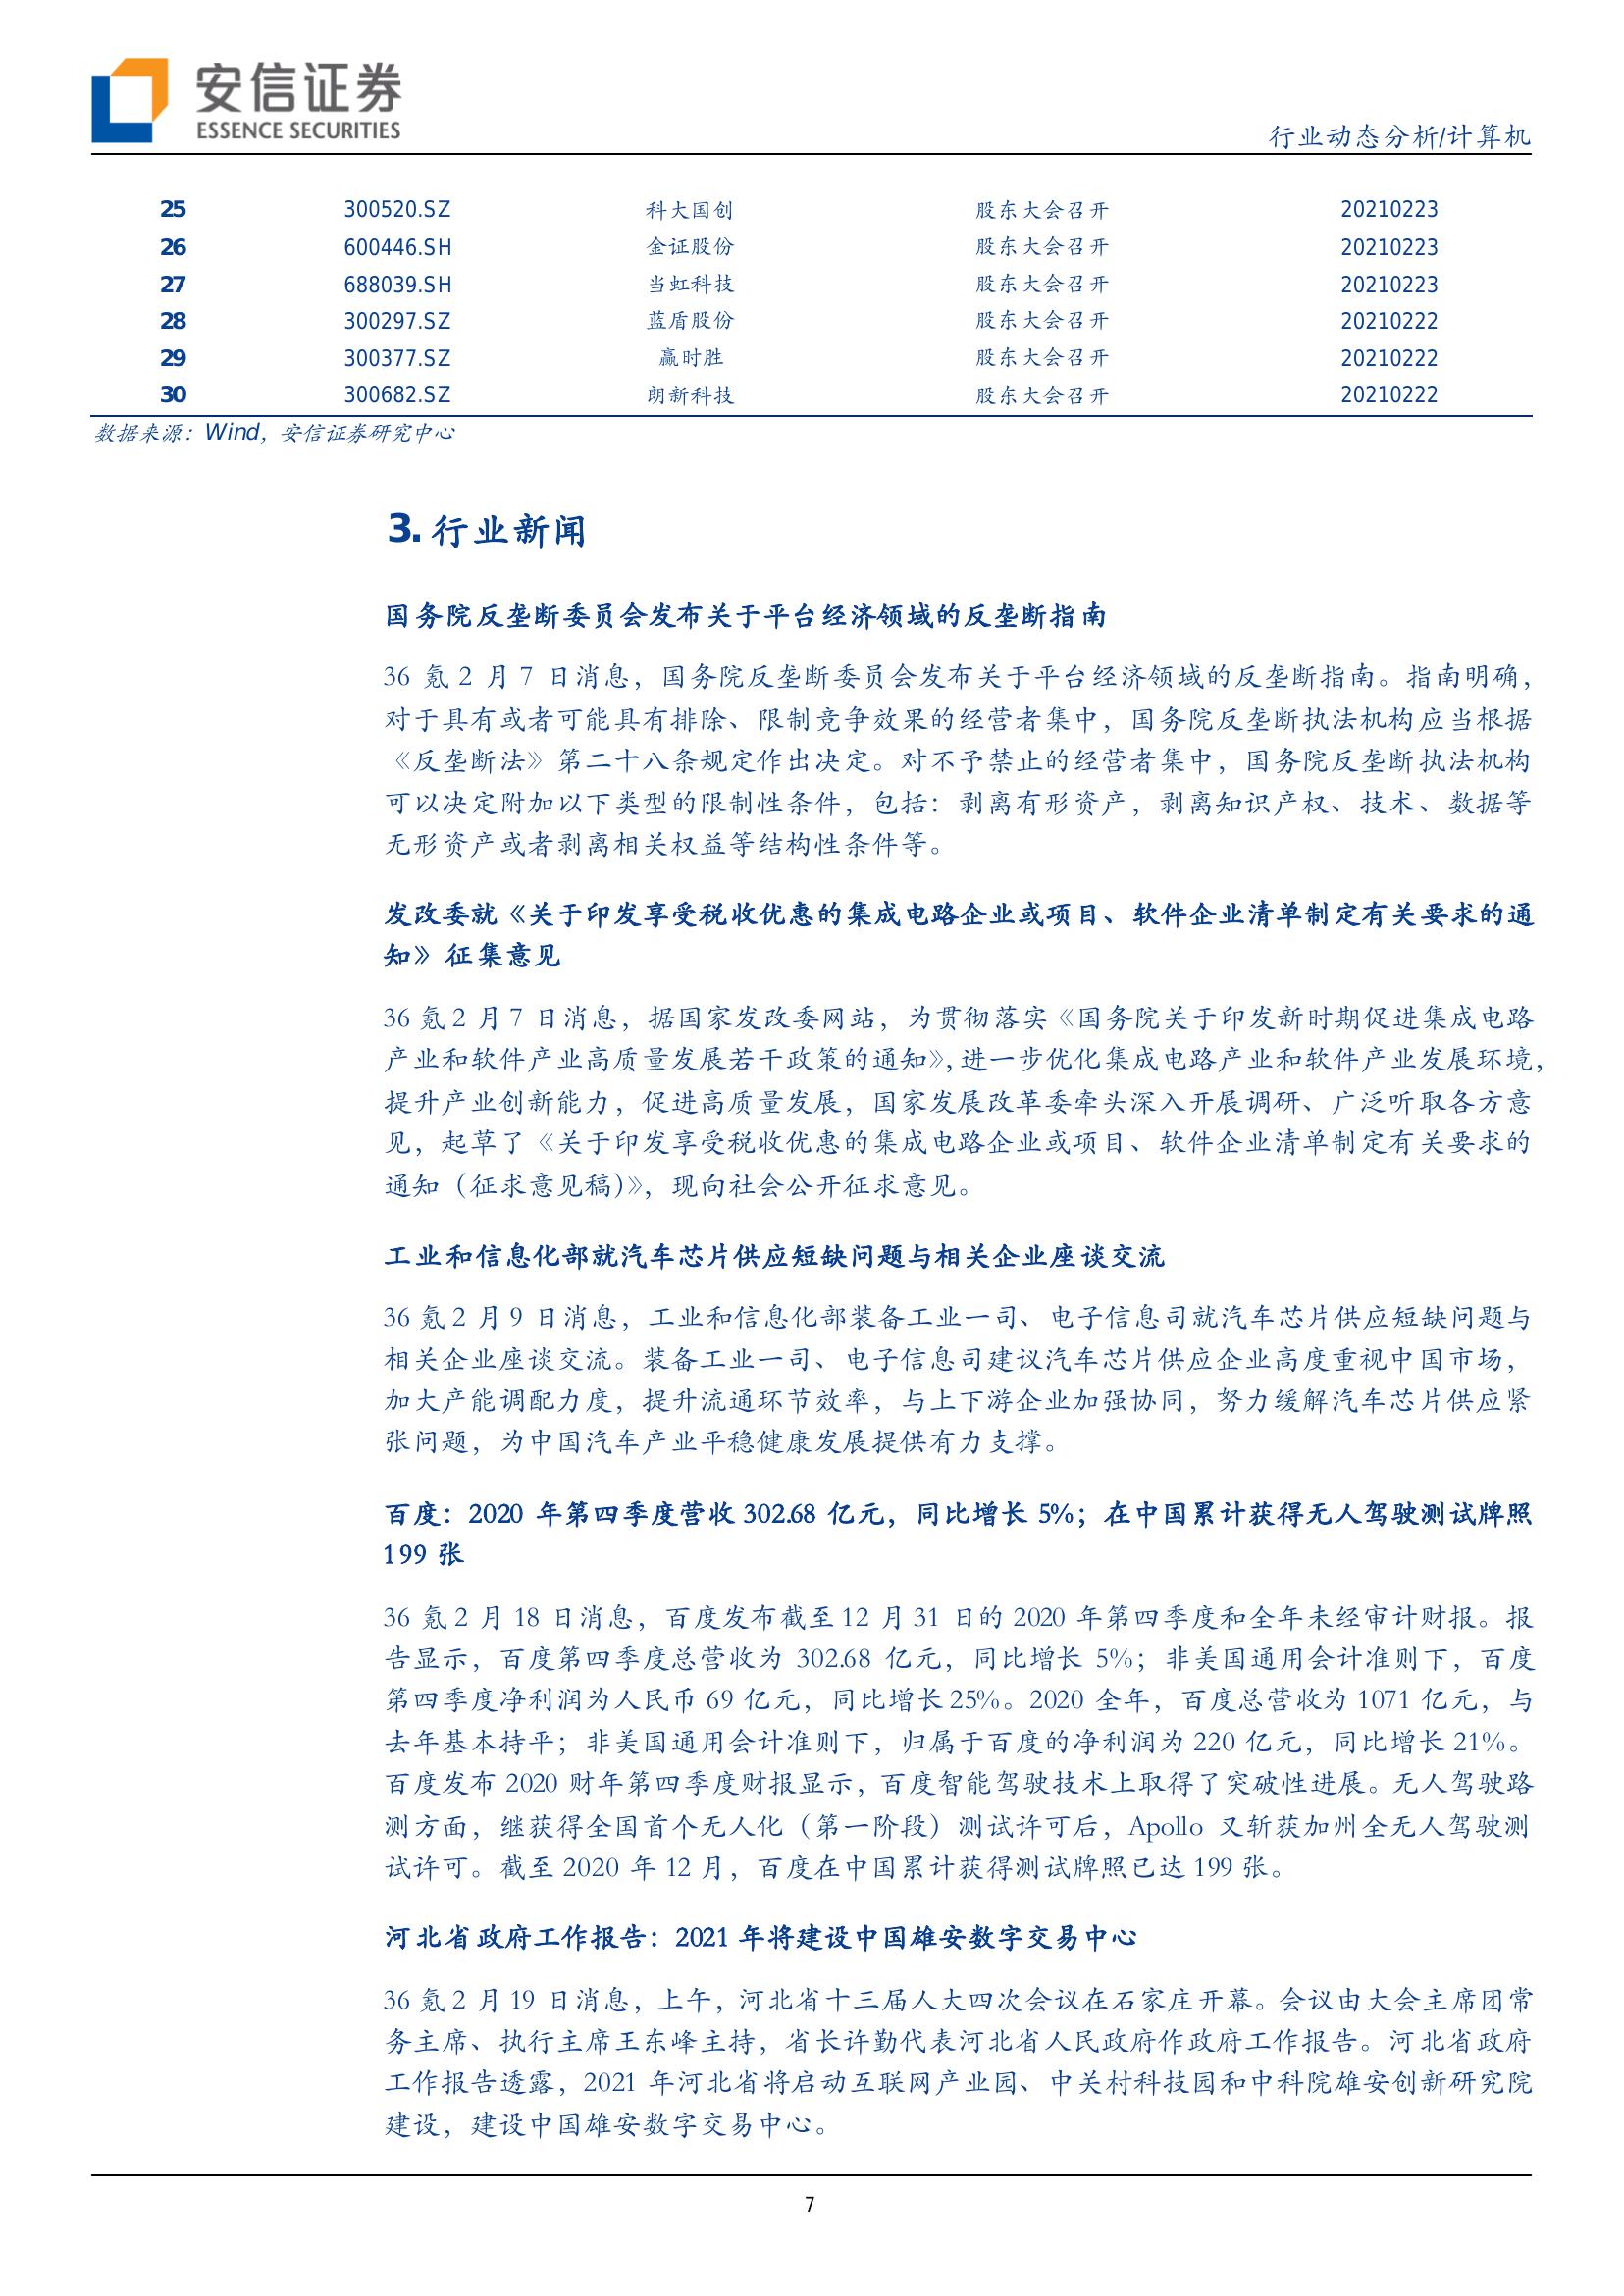 安信证券
ESSENCE SECURITIES
行业动态分析/计算机
25 300520.SZ 科大国创 股东大会召开 20210223
26 600446.SH 金证股份 股东大会召开 20210223
27 688039.SH 当虹科技 股东大会召开 20210223
28 300297.SZ 蓝盾股份 股东大会召开 20210222
29 300377.SZ 赢时胜 股东大会召开 20210222
30 300682.SZ 朗新科技 股东大会召开 20210222
数据来源：Wind，安信证券研究中心
3. 行业新闻
国务院反垄断委员会发布关于平台经济领域的反垄断指南
36 氪 2 月 7 日消息，国务院反垄断委员会发布关于平台经济领域的反垄断指南。指南明确，
对于具有或者可能具有排除、限制竞争效果的经营者集中，国务院反垄断执法机构应当根据
《反垄断法》第二十八条规定作出决定。对不予禁止的经营者集中，国务院反垄断执法机构
可以决定附加以下类型的限制性条件，包括：剥离有形资产，剥离知识产权、技术、数据等
无形资产或者剥离相关权益等结构性条件等。
发改委就《关于印发享受税收优惠的集成电路企业或项目、软件企业清单制定有关要求的通
知》征集意见
36 氪 2 月 7 日消息，据国家发改委网站，为贯彻落实《国务院关于印发新时期促进集成电路
产业和软件产业高质量发展若干政策的通知》，进一步优化集成电路产业和软件产业发展环境，
提升产业创新能力，促进高质量发展，国家发展改革委牵头深入开展调研、广泛听取各方意
见，起草了《关于印发享受税收优惠的集成电路企业或项目、软件企业清单制定有关要求的
通知（征求意见稿）》，现向社会公开征求意见。
工业和信息化部就汽车芯片供应短缺问题与相关企业座谈交流
36 氪 2 月 9 日消息，工业和信息化部装备工业一司、电子信息司就汽车芯片供应短缺问题与
相关企业座谈交流。装备工业一司、电子信息司建议汽车芯片供应企业高度重视中国市场，
加大产能调配力度，提升流通环节效率，与上下游企业加强协同，努力缓解汽车芯片供应紧
张问题，为中国汽车产业平稳健康发展提供有力支撑。
百度：2020 年第四季度营收 302.68 亿元，同比增长 5%；在中国累计获得无人驾驶测试牌照
199 张
36 氪 2 月 18 日消息，百度发布截至 12 月 31 日的 2020 年第四季度和全年未经审计财报。报
告显示，百度第四季度总营收为 302.68 亿元，同比增长 5%；非美国通用会计准则下，百度
第四季度净利润为人民币 69 亿元，同比增长 25%。2020 全年，百度总营收为 1071 亿元，与
去年基本持平；非美国通用会计准则下，归属于百度的净利润为 220 亿元，同比增长 21%。
百度发布 2020 财年第四季度财报显示，百度智能驾驶技术上取得了突破性进展。无人驾驶路
测方面，继获得全国首个无人化（第一阶段）测试许可后，Apollo 又斩获加州全无人驾驶测
试许可。截至 2020 年 12 月，百度在中国累计获得测试牌照已达 199 张。
河北省政府工作报告：2021 年将建设中国雄安数字交易中心
36 氪 2 月 19 日消息，上午，河北省十三届人大四次会议在石家庄开幕。会议由大会主席团常
务主席、执行主席王东峰主持，省长许勤代表河北省人民政府作政府工作报告。河北省政府
工作报告透露，2021 年河北省将启动互联网产业园、中关村科技园和中科院雄安创新研究院
建设，建设中国雄安数字交易中心。
7